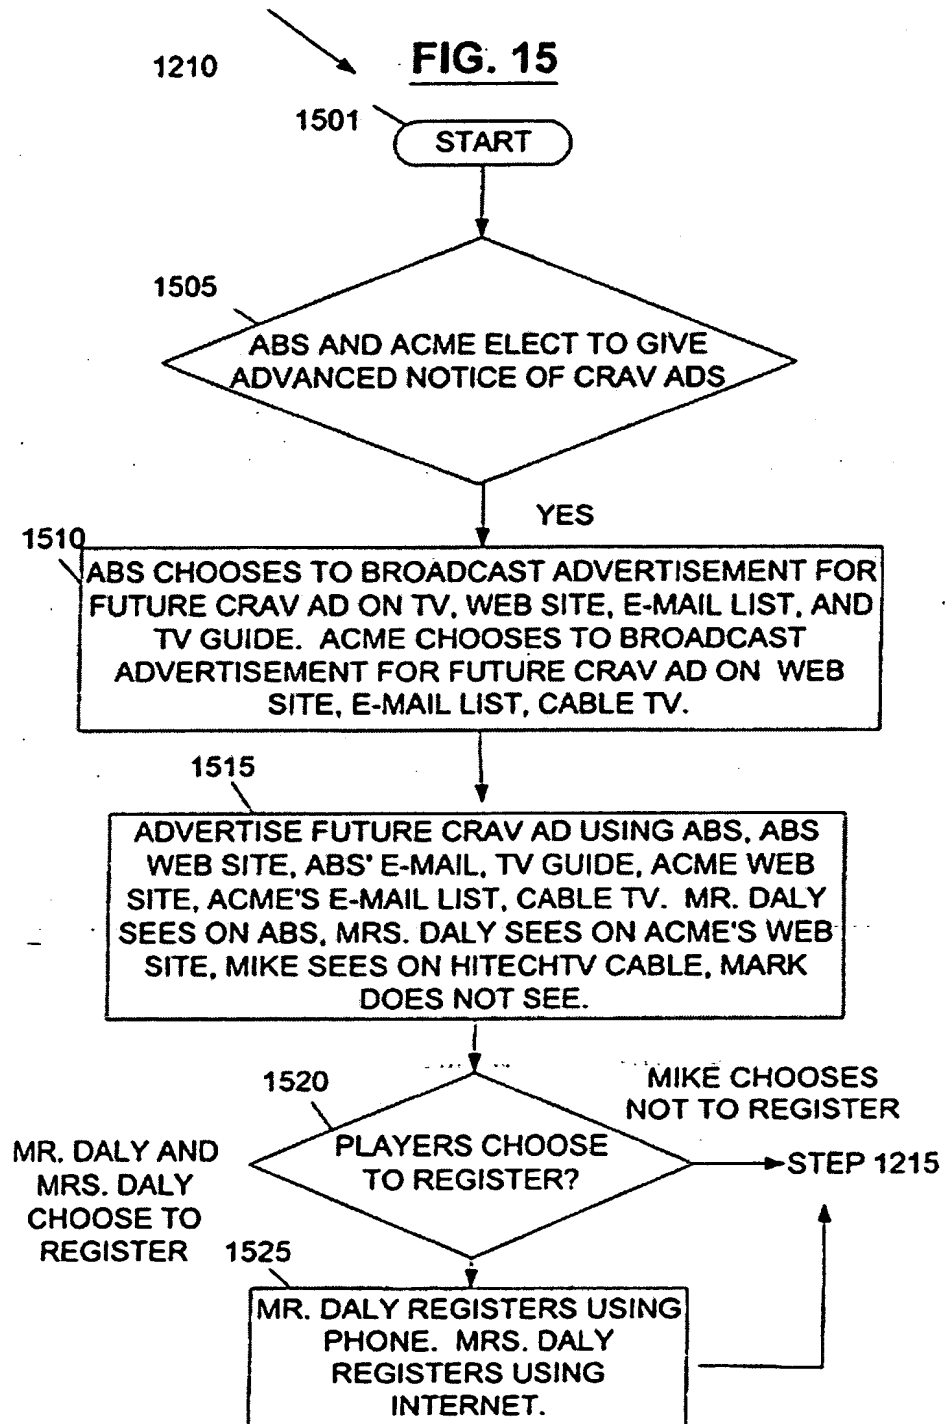 1210
FIG. 15
1501
START
1505
ABS AND ACME ELECT TO GIVE
ADVANCED NOTICE OF CRAV ADS
YES
1510
ABS CHOOSES TO BROADCAST ADVERTISEMENT FOR
FUTURE CRAV AD ON TV, WEB SITE, E-MAIL LIST, AND
TV GUIDE. ACME CHOOSES TO BROADCAST
ADVERTISEMENT FOR FUTURE CRAV AD ON WEB
SITE, E-MAIL LIST, CABLE TV.
1515
ADVERTISE FUTURE CRAV AD USING ABS, ABS
WEB SITE, ABS' E-MAIL, TV GUIDE, ACME WEB
SITE, ACME'S E-MAIL LIST, CABLE TV. MR. DALY
SEES ON ABS, MRS. DALY SEES ON ACME'S WEB
SITE, MIKE SEES ON HITECHTV CABLE, MARK
DOES NOT SEE.
1520
PLAYERS CHOOSE
TO REGISTER?
MIKE CHOOSES
NOT TO REGISTER
STEP 1215
MR. DALY AND
MRS. DALY
CHOOSE TO
REGISTER
1525
MR. DALY REGISTERS USING
PHONE. MRS. DALY
REGISTERS USING
INTERNET.